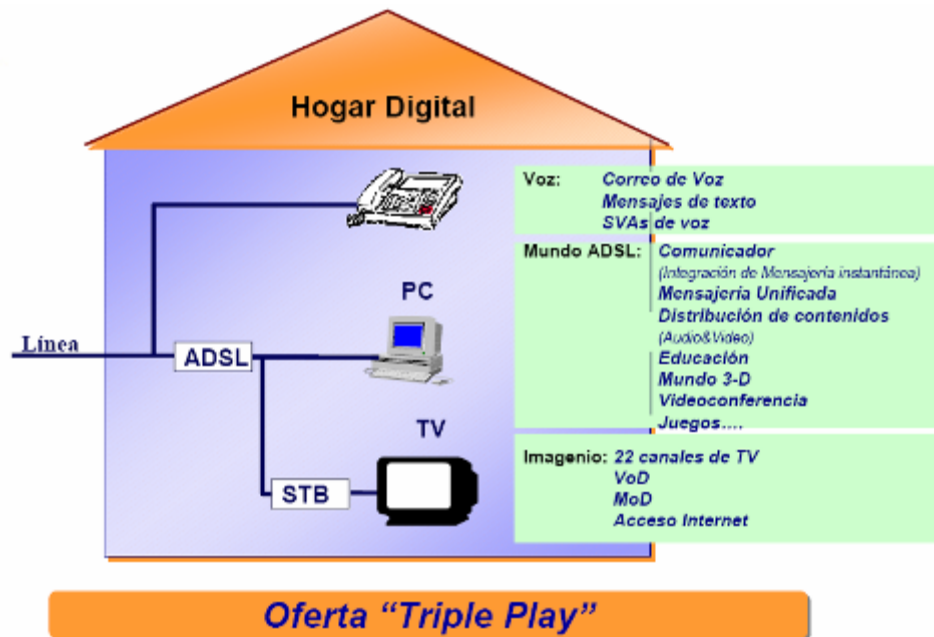 Hogar Digital
Voz: Correo de Voz
Mensajes de texto
SVAs de voz
Mundo ADSL: Comunicador
(Integración de Mensajería instantánea)
Mensajería Unificada
Distribución de contenidos
(Audio&Video)
Educación
Mundo 3-D
Videoconferencia
Juegos....
Imagenio: 22 canales de TV
VoD
MoD
Acceso Internet
PC
Línea
ADSL
TV
STB
Oferta “Triple Play”